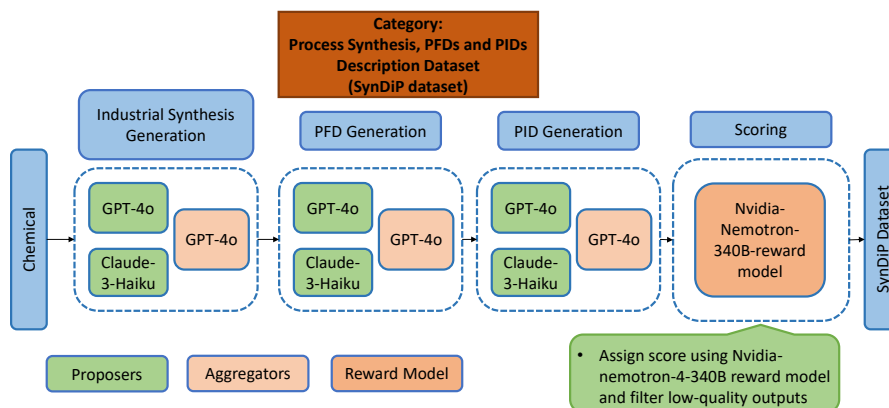 Category:
Process Synthesis, PFDs and PIDs
Description Dataset
(SynDiP dataset)
Industrial Synthesis
Generation
PFD Generation
PID Generation
Scoring
Chemical
GPT-4o
Claude-
3-Haiku
GPT-4o
GPT-4o
Claude-
3-Haiku
GPT-4o
GPT-4o
Claude-
3-Haiku
GPT-4o
Nvidia-
Nemotron-
340B-reward
model
SynDiP Dataset
Proposers
Aggregators
Reward Model
• Assign score using Nvidia-
nemotron-4-340B reward model
and filter low-quality outputs